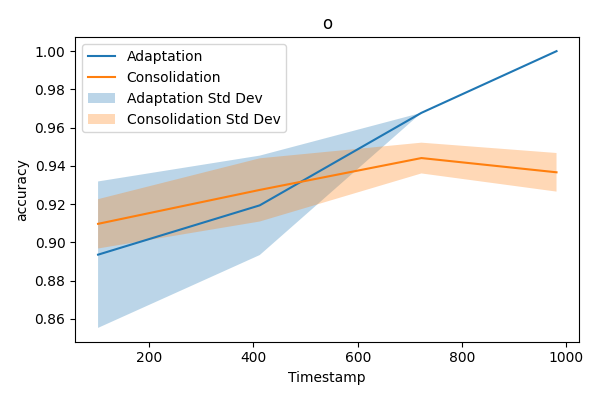 o
1.00
0.98
0.96
0.94
0.92
0.90
0.88
0.86
accuracy
Adaptation
Consolidation
Adaptation Std Dev
Consolidation Std Dev
200
400
600
800
1000
Timestamp